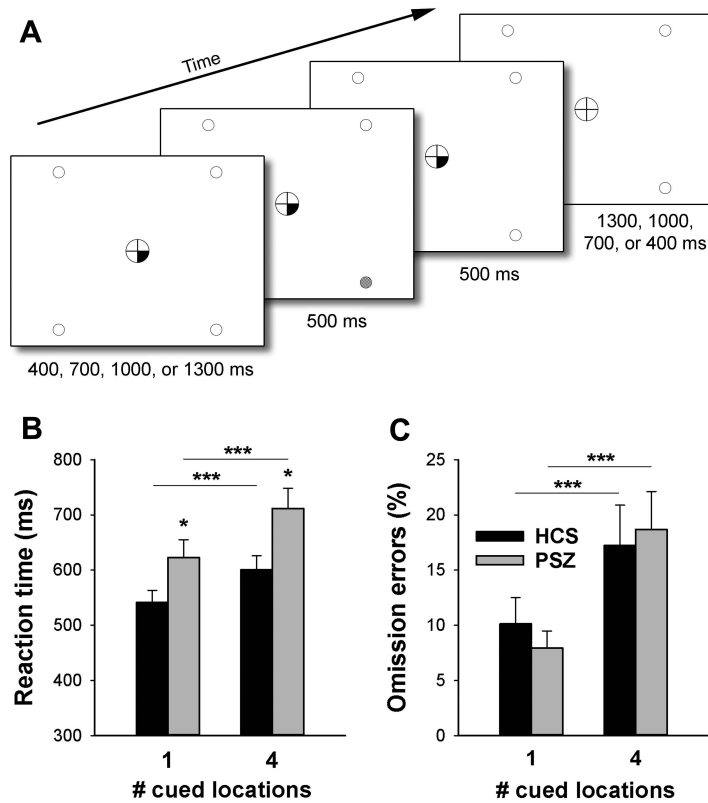 A
Time
400, 700, 1000, or 1300 ms
500 ms
500 ms
1300, 1000,
700, or 400 ms
B
Reaction time (ms)
800
700
600
500
400
300
***
***
*
*
1
4
# cued locations
C
Omission errors (%)
25
20
15
10
5
0
***
***
HCS
PSZ
1
4
# cued locations